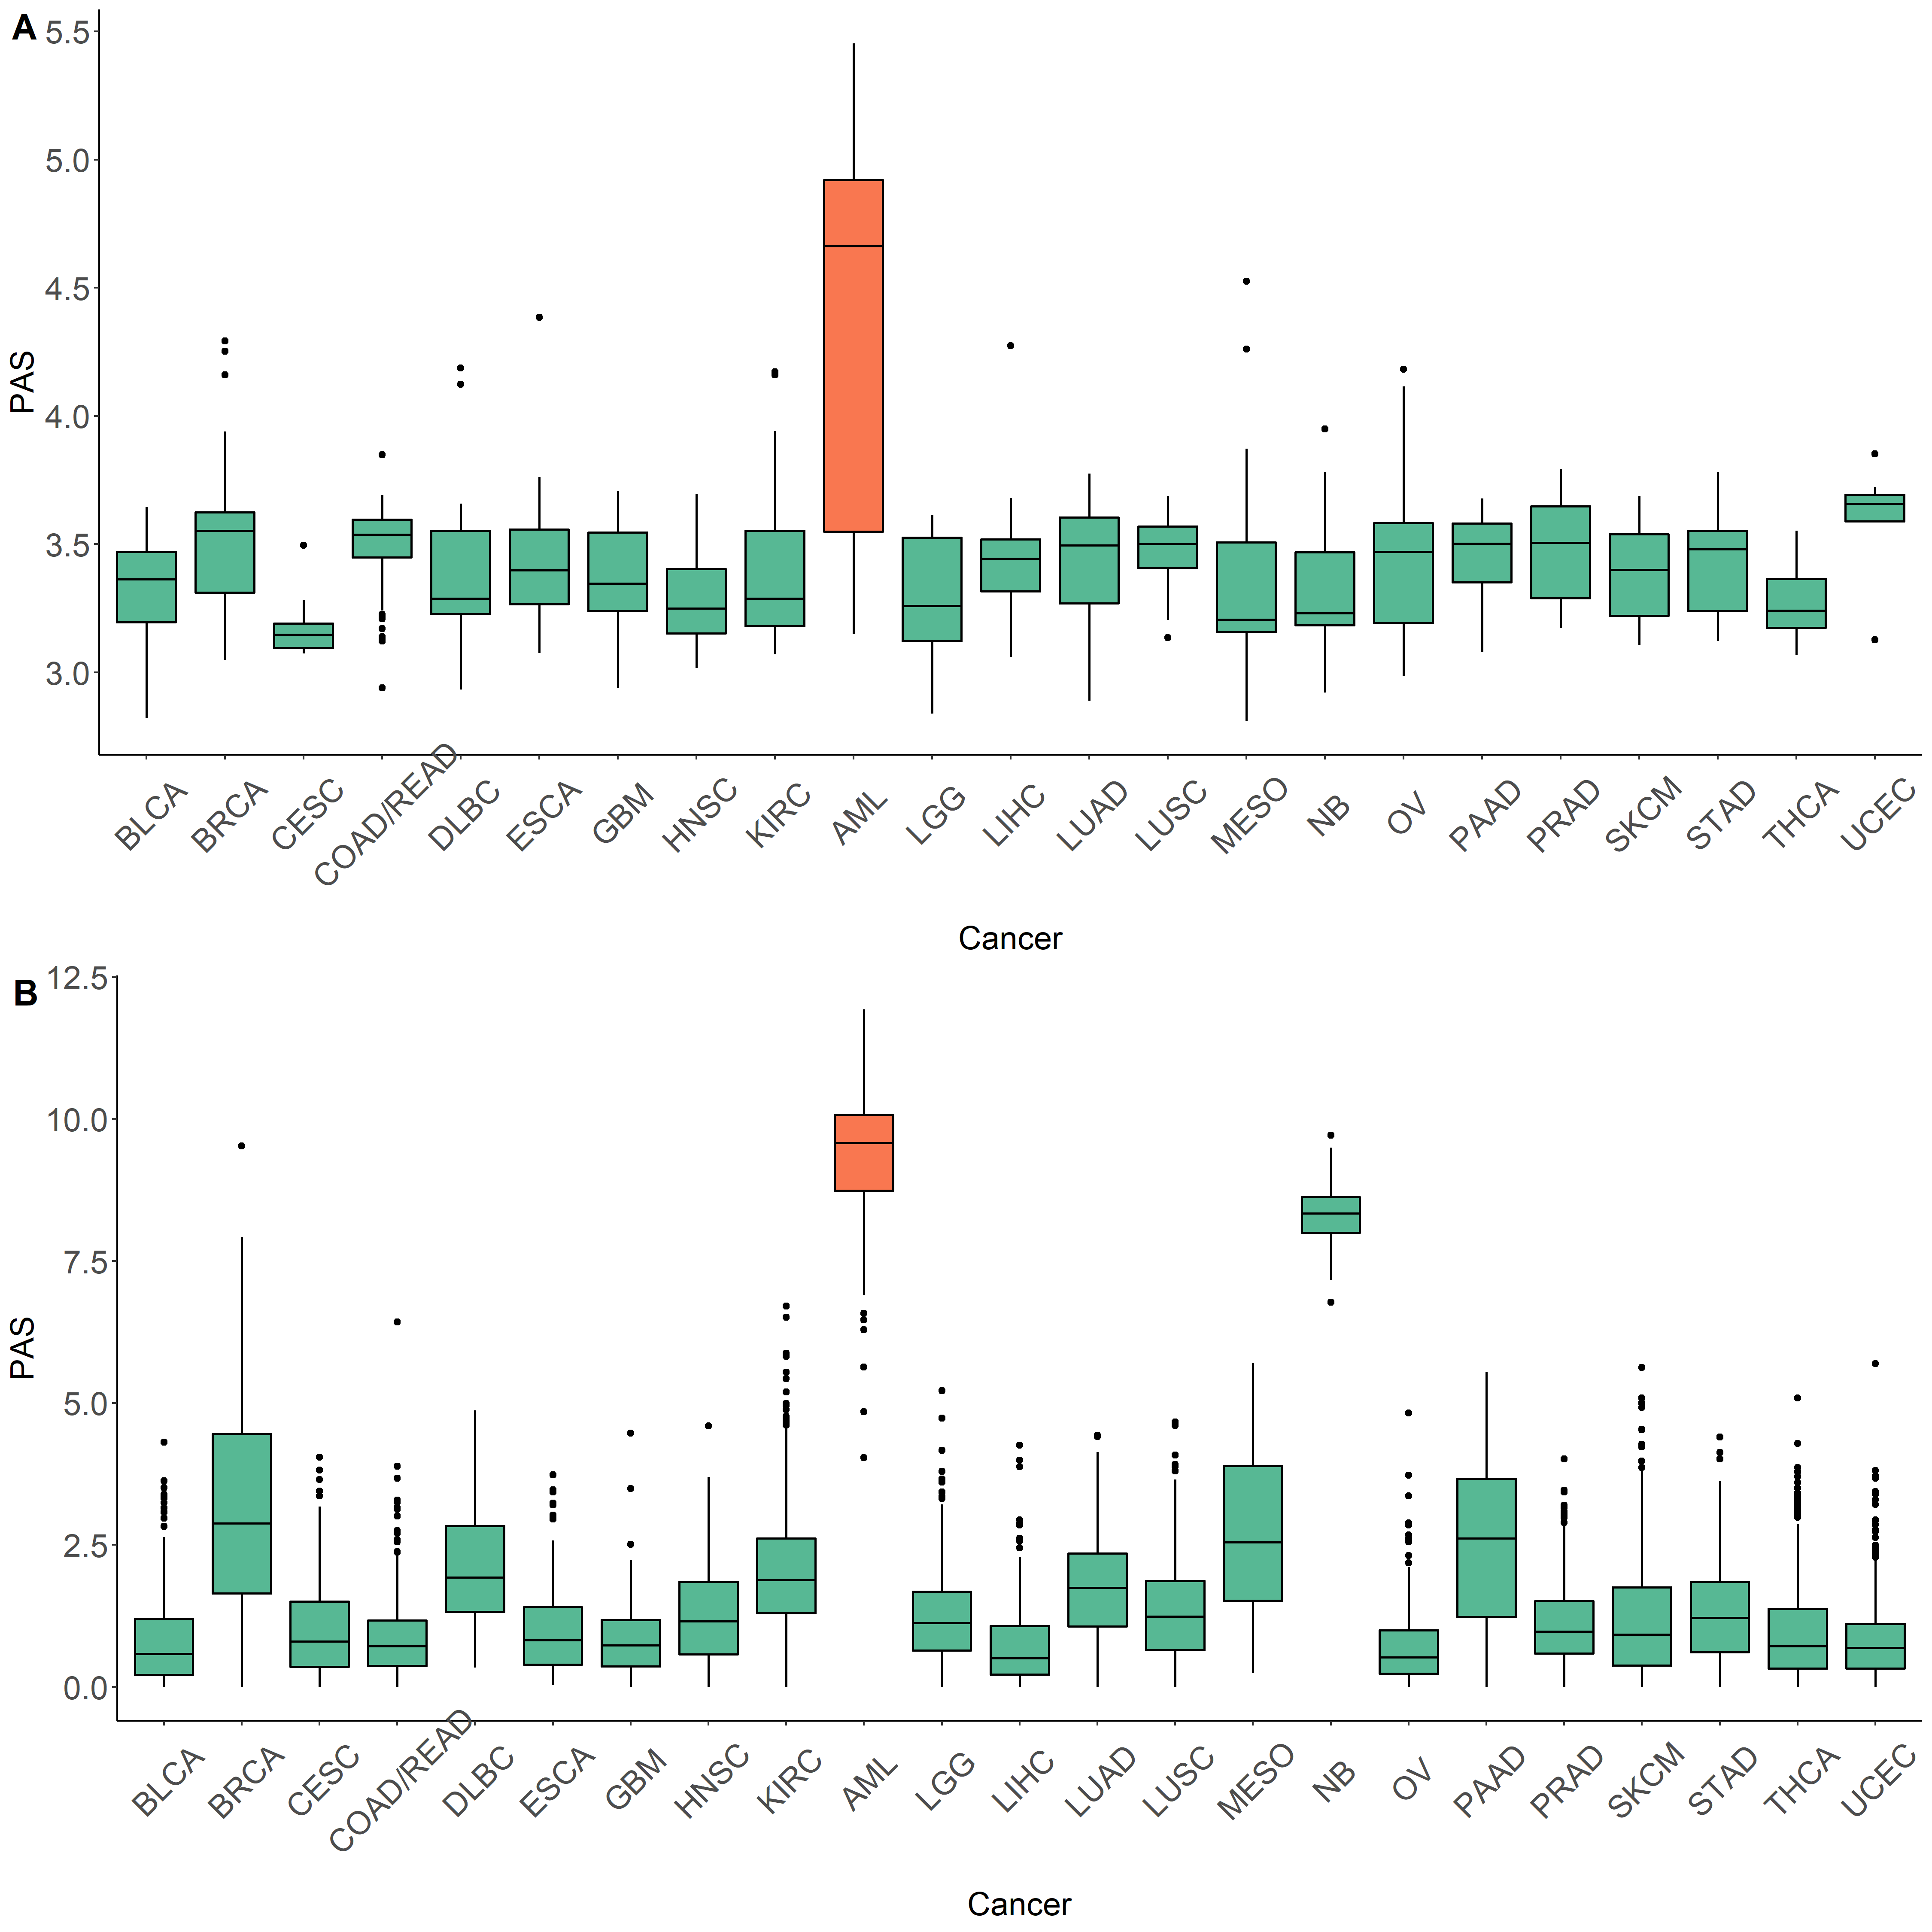 A
5.5
5.0
4.5
4.0
3.5
3.0
PAS
BLCA
BRCA
CESC
COAD/READ
DLBC
ESCA
GBM
HNSC
KIRC
AML
LGG
LIHC
LUAD
LUSC
MESO
NB
OV
PAAD
PRAD
SKCM
STAD
THCA
UCEC
Cancer
B
12.5
10.0
7.5
5.0
2.5
0.0
PAS
BLCA
BRCA
CESC
COAD/READ
DLBC
ESCA
GBM
HNSC
KIRC
AML
LGG
LIHC
LUAD
LUSC
MESO
NB
OV
PAAD
PRAD
SKCM
STAD
THCA
UCEC
Cancer